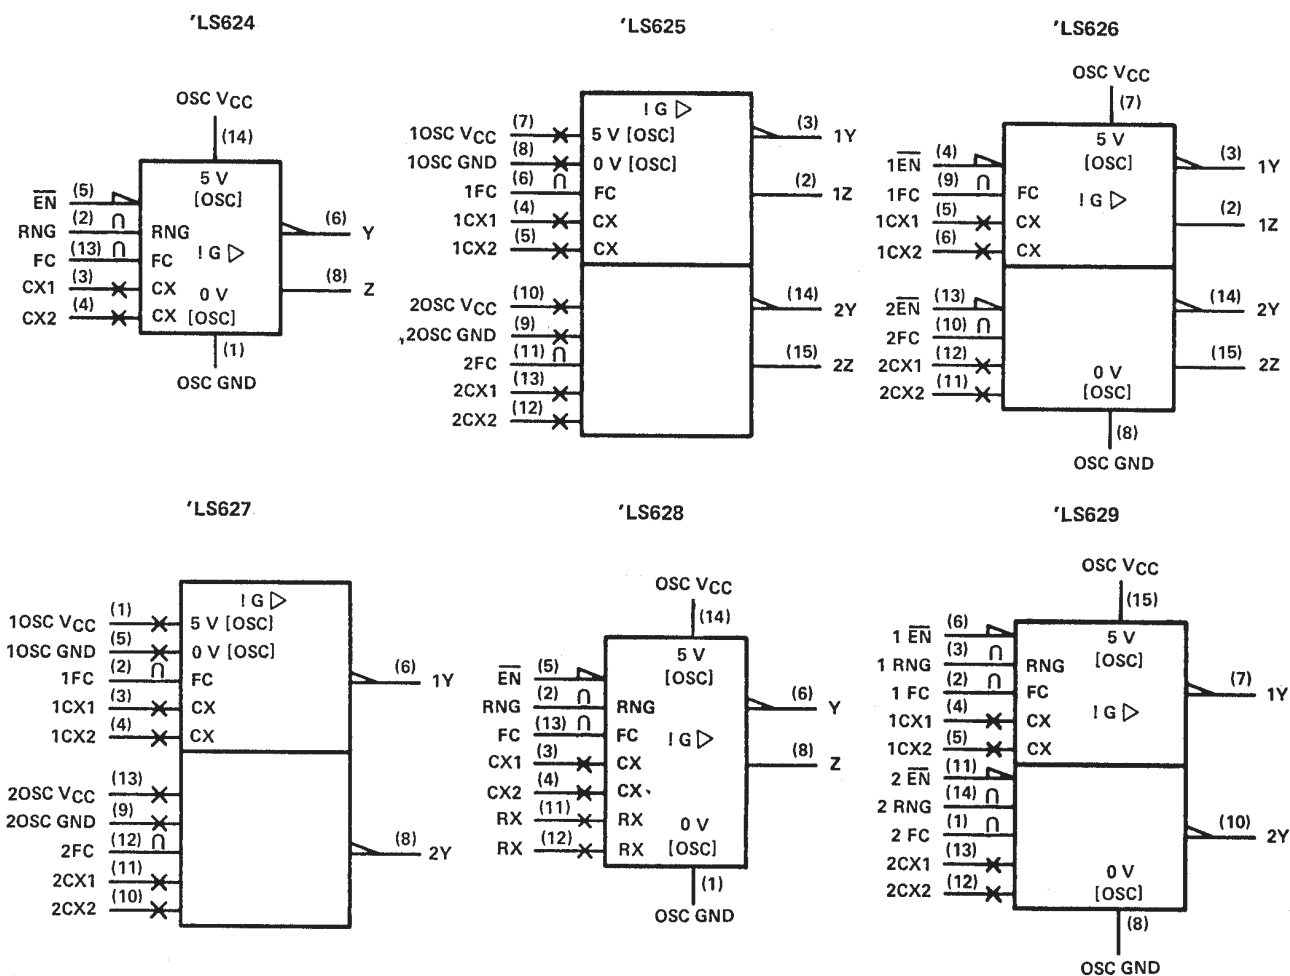 'LS624
OSC VCC
(14)
5 V
[OSC]
EN (5)
RNG (2) ∩ RNG
FC (13) ∩ FC
CX1 (3) CX
CX2 (4) CX
! G ▷
0 V
[OSC]
(6) Y
(8) Z
(1)
OSC GND
'LS625
! G ▷
1OSC VCC (7) 5 V [OSC]
1OSC GND (8) 0 V [OSC]
1FC (6) ∩ FC
1CX1 (4) CX
1CX2 (5) CX
(3) 1Y
(2) 1Z
2OSC VCC (10)
2OSC GND (9)
2FC (11) ∩
2CX1 (13)
2CX2 (12)
(14) 2Y
(15) 2Z
'LS626
OSC VCC
(7)
5 V
[OSC]
1EN (4)
1FC (9) ∩ FC
1CX1 (5) CX
1CX2 (6) CX
! G ▷
(3) 1Y
(2) 1Z
2EN (13)
2FC (10) ∩
2CX1 (12)
2CX2 (11)
0 V
[OSC]
(14) 2Y
(15) 2Z
(8)
OSC GND
'LS627
! G ▷
1OSC VCC (1) 5 V [OSC]
1OSC GND (5) 0 V [OSC]
1FC (2) ∩ FC
1CX1 (3) CX
1CX2 (4) CX
(6) 1Y
2OSC VCC (13)
2OSC GND (9)
2FC (12) ∩
2CX1 (11)
2CX2 (10)
(8) 2Y
'LS628
OSC VCC
(14)
5 V
[OSC]
EN (5)
RNG (2) ∩ RNG
FC (13) ∩ FC
CX1 (3) CX
CX2 (4) CX
RX (11) RX
RX (12) RX
! G ▷
0 V
[OSC]
(6) Y
(8) Z
(1)
OSC GND
'LS629
OSC VCC
(15)
5 V
[OSC]
1 EN (6)
1 RNG (3) ∩ RNG
1 FC (2) ∩ FC
1CX1 (4) CX
1CX2 (5) CX
! G ▷
(7) 1Y
2 EN (11)
2 RNG (14) ∩
2 FC (1) ∩
2CX1 (13)
2CX2 (12)
0 V
[OSC]
(10) 2Y
(8)
OSC GND